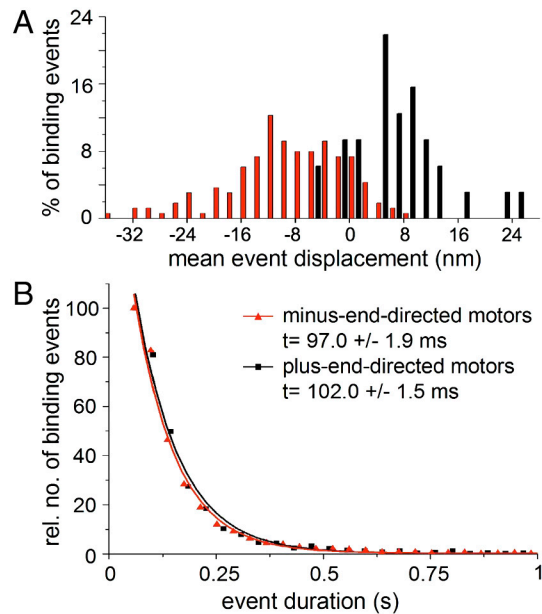 A
24
16
8
0
% of binding events
-32 -24 -16 -8 0 8 16 24
mean event displacement (nm)
B
100
80
60
40
20
0
rel. no. of binding events
minus-end-directed motors
t= 97.0 +/- 1.9 ms
plus-end-directed motors
t= 102.0 +/- 1.5 ms
0 0.25 0.5 0.75 1
event duration (s)